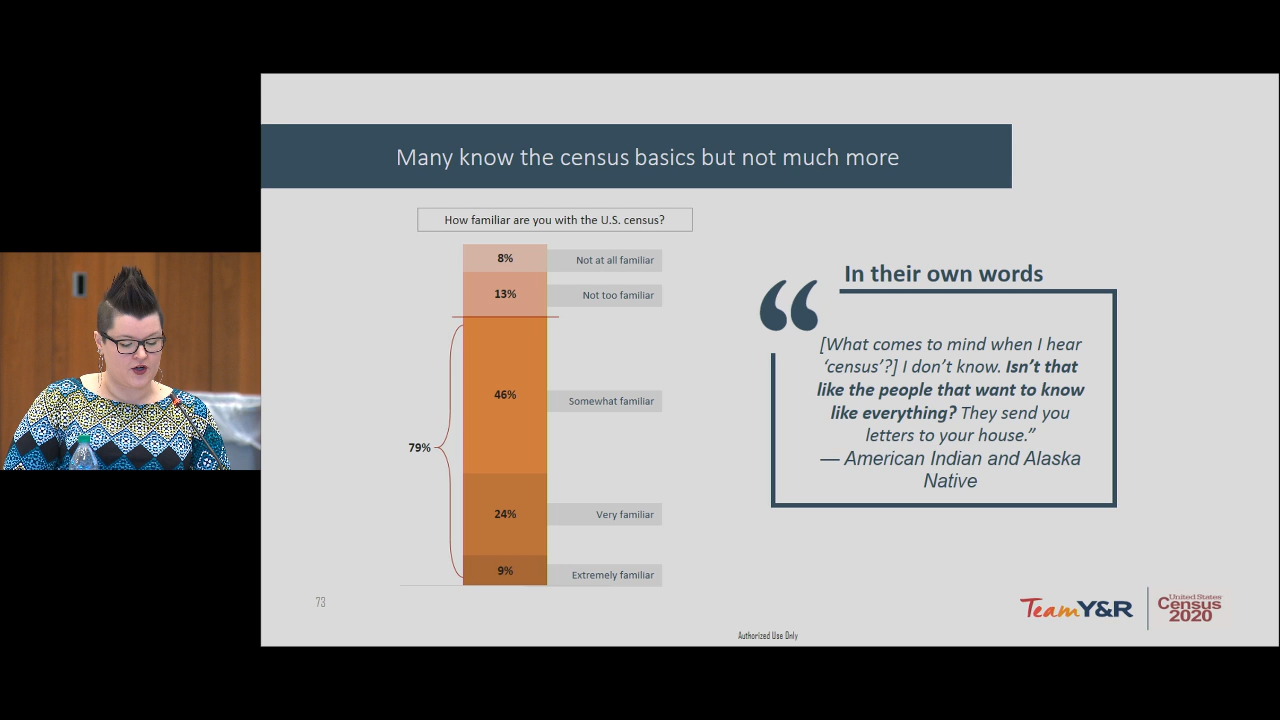 Many know the census basics but not much more
How familiar are you with the U.S. census?
8%
Not at all familiar
13%
Not too familiar
46%
Somewhat familiar
79%
24%
Very familiar
9%
Extremely familiar
In their own words
“
[What comes to mind when I hear
‘census’?] I don’t know. Isn’t that
like the people that want to know
like everything? They send you
letters to your house.”
— American Indian and Alaska
Native
73
TeamY&R
United States
Census
2020
Authorized Use Only